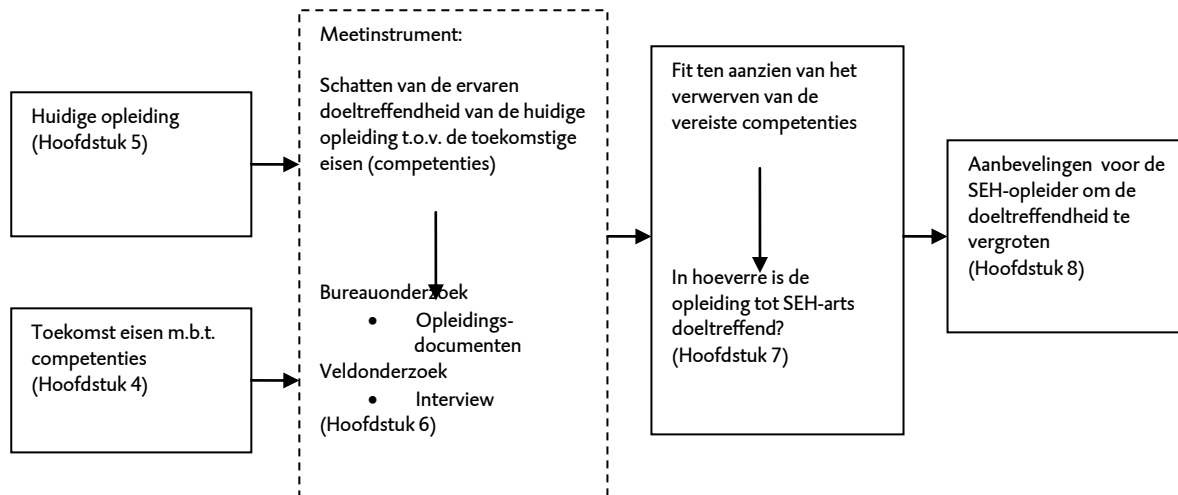 Huidige opleiding
(Hoofdstuk 5)
Toekomst eisen m.b.t.
competenties
(Hoofdstuk 4)
Meetinstrument:
Schatten van de ervaren
doeltreffendheid van de huidige
opleiding t.o.v. de toekomstige
eisen (competenties)
Bureauonderzoek
• Opleidings-
documenten
Veldonderzoek
• Interview
(Hoofdstuk 6)
Fit ten aanzien van het
verwerven van de
vereiste competenties
In hoeverre is de
opleiding tot SEH-arts
doeltreffend?
(Hoofdstuk 7)
Aanbevelingen voor de
SEH-opleider om de
doeltreffendheid te
vergroten
(Hoofdstuk 8)